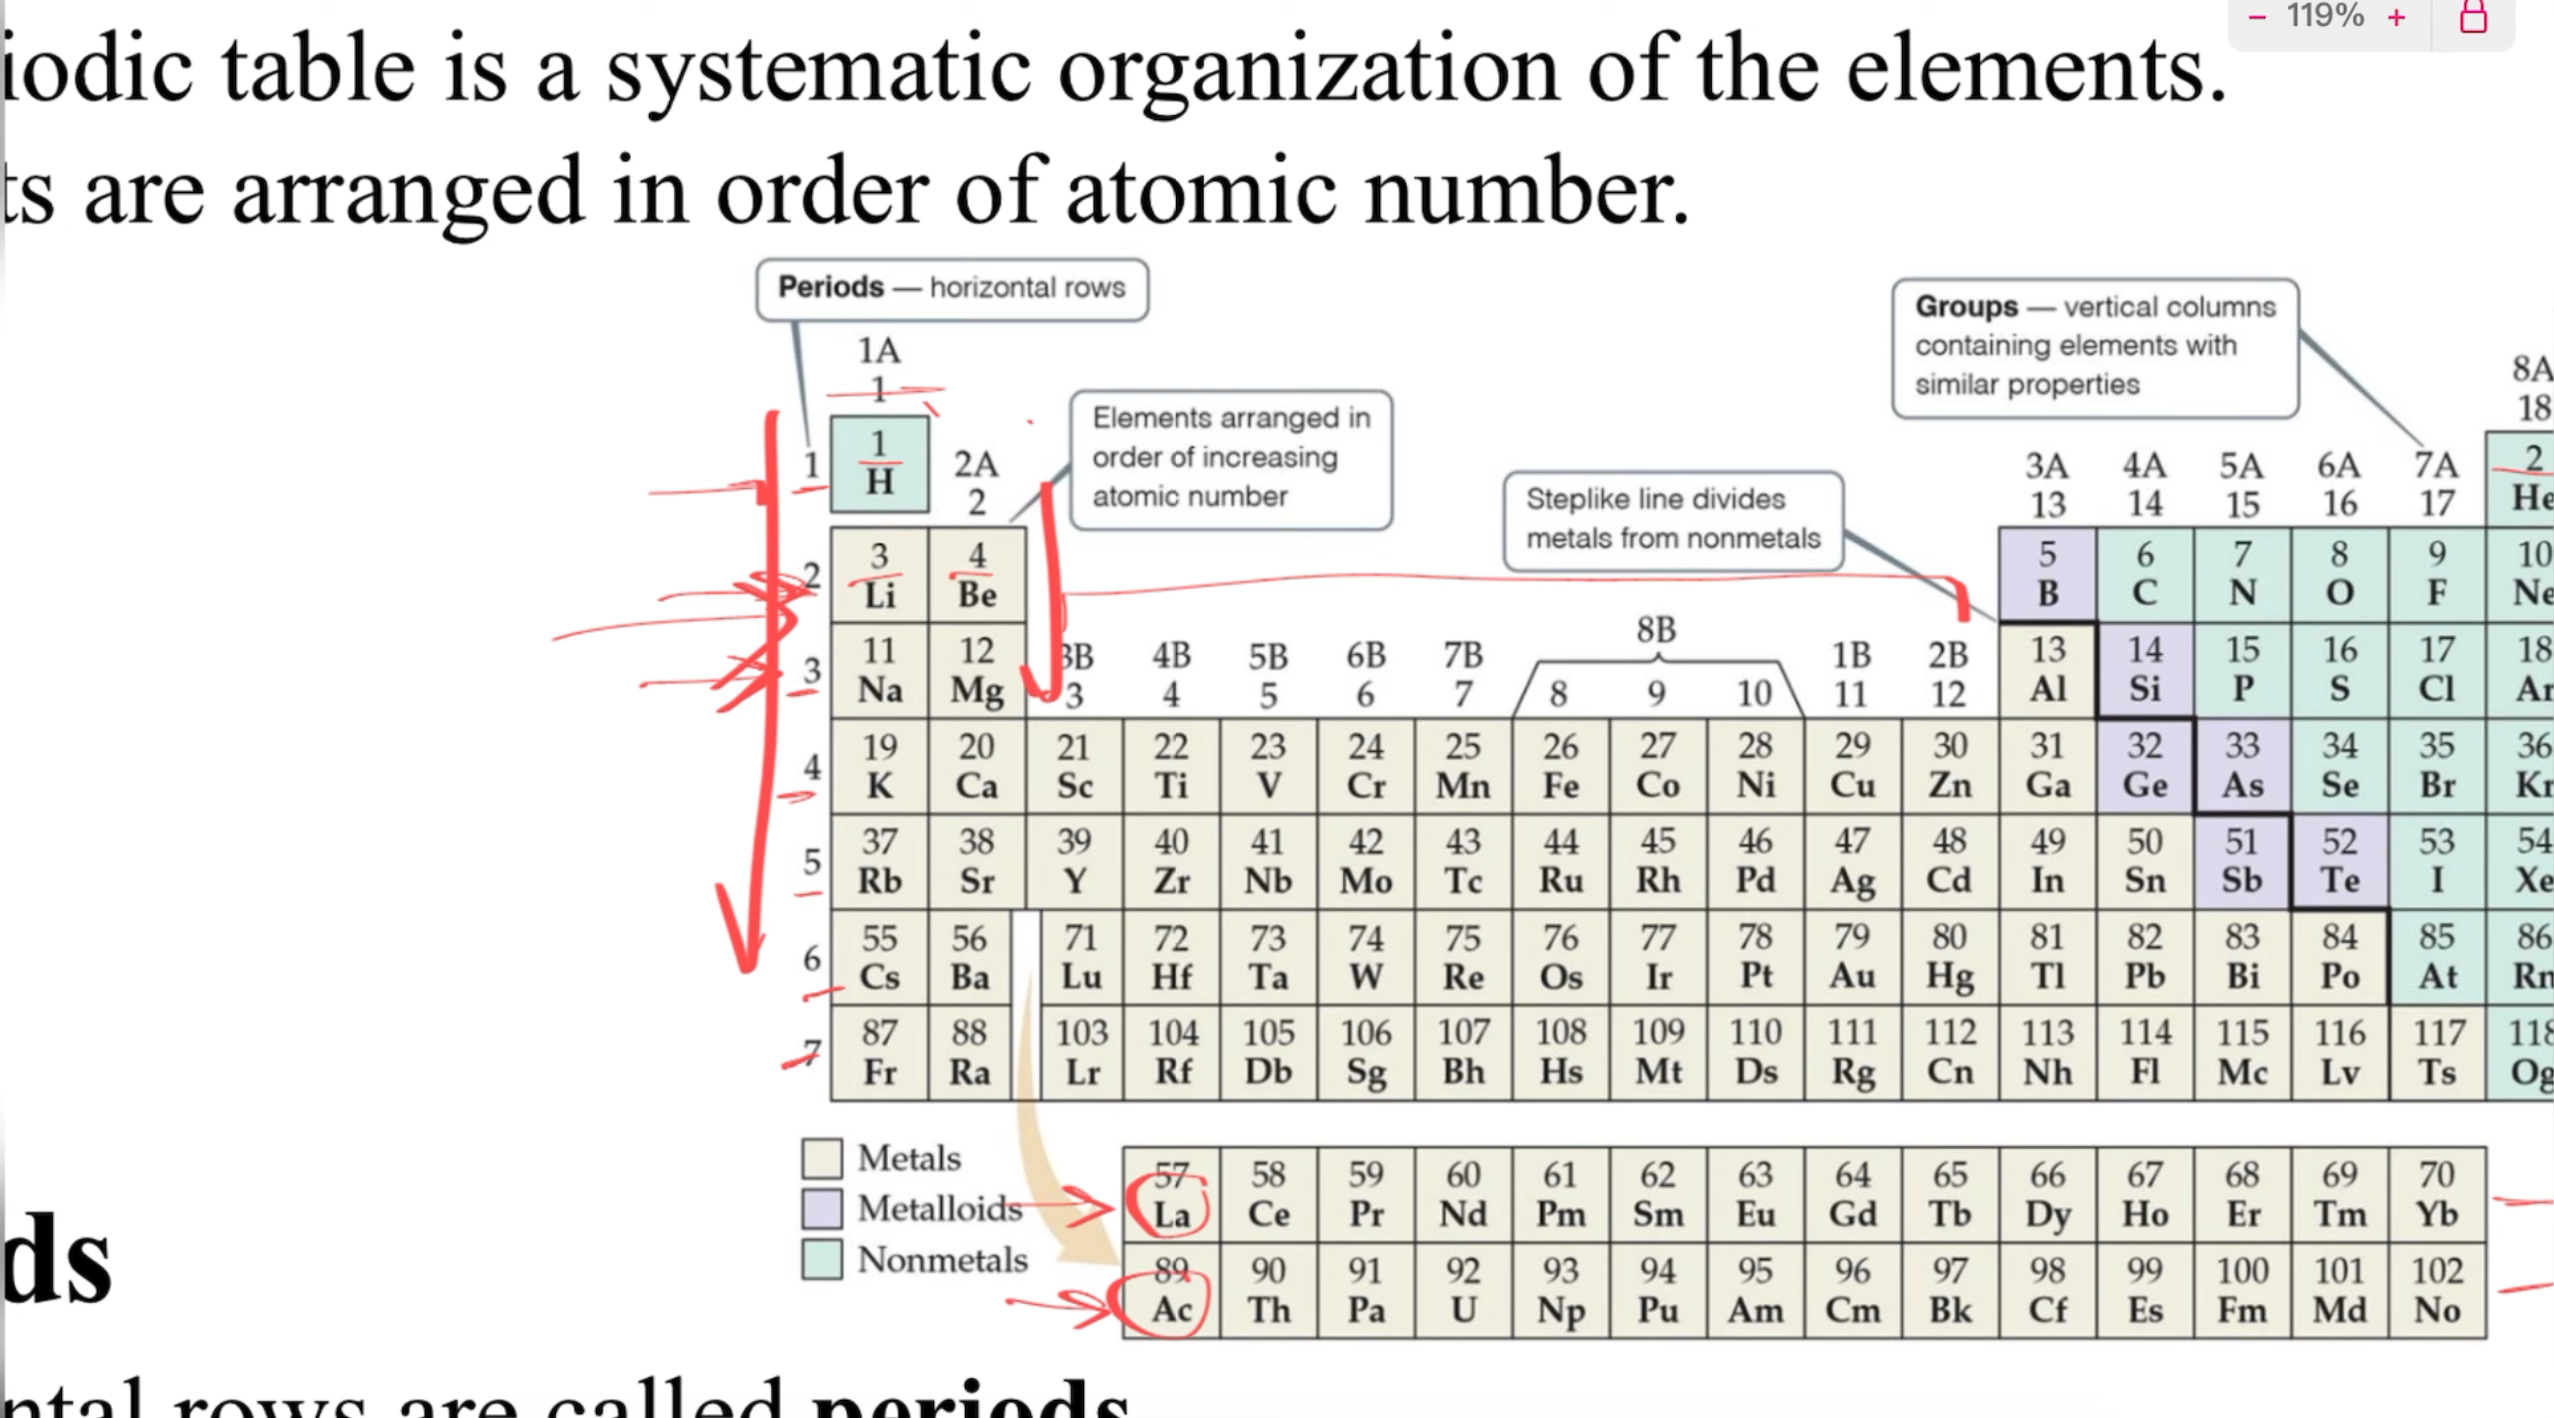 − 119% +
iodic table is a systematic organization of the elements.
ts are arranged in order of atomic number.
Periods — horizontal rows
Groups — vertical columns
containing elements with
similar properties
Elements arranged in
order of increasing
atomic number
Steplike line divides
metals from nonmetals
1A 8A
1 18
2A 3A 4A 5A 6A 7A
2 13 14 15 16 17
1 1 2
H He
2 3 4 5 6 7 8 9 10
Li Be B C N O F Ne
8B
3B 4B 5B 6B 7B 1B 2B
3 4 5 6 7 8 9 10 11 12
3 11 12 13 14 15 16 17 18
Na Mg Al Si P S Cl Ar
4 19 20 21 22 23 24 25 26 27 28 29 30 31 32 33 34 35 36
K Ca Sc Ti V Cr Mn Fe Co Ni Cu Zn Ga Ge As Se Br Kr
5 37 38 39 40 41 42 43 44 45 46 47 48 49 50 51 52 53 54
Rb Sr Y Zr Nb Mo Tc Ru Rh Pd Ag Cd In Sn Sb Te I Xe
6 55 56 71 72 73 74 75 76 77 78 79 80 81 82 83 84 85 86
Cs Ba Lu Hf Ta W Re Os Ir Pt Au Hg Tl Pb Bi Po At Rn
7 87 88 103 104 105 106 107 108 109 110 111 112 113 114 115 116 117 118
Fr Ra Lr Rf Db Sg Bh Hs Mt Ds Rg Cn Nh Fl Mc Lv Ts Og
Metals
Metalloids
Nonmetals
57 58 59 60 61 62 63 64 65 66 67 68 69 70
La Ce Pr Nd Pm Sm Eu Gd Tb Dy Ho Er Tm Yb
89 90 91 92 93 94 95 96 97 98 99 100 101 102
Ac Th Pa U Np Pu Am Cm Bk Cf Es Fm Md No
ds
ntal rows are called periods